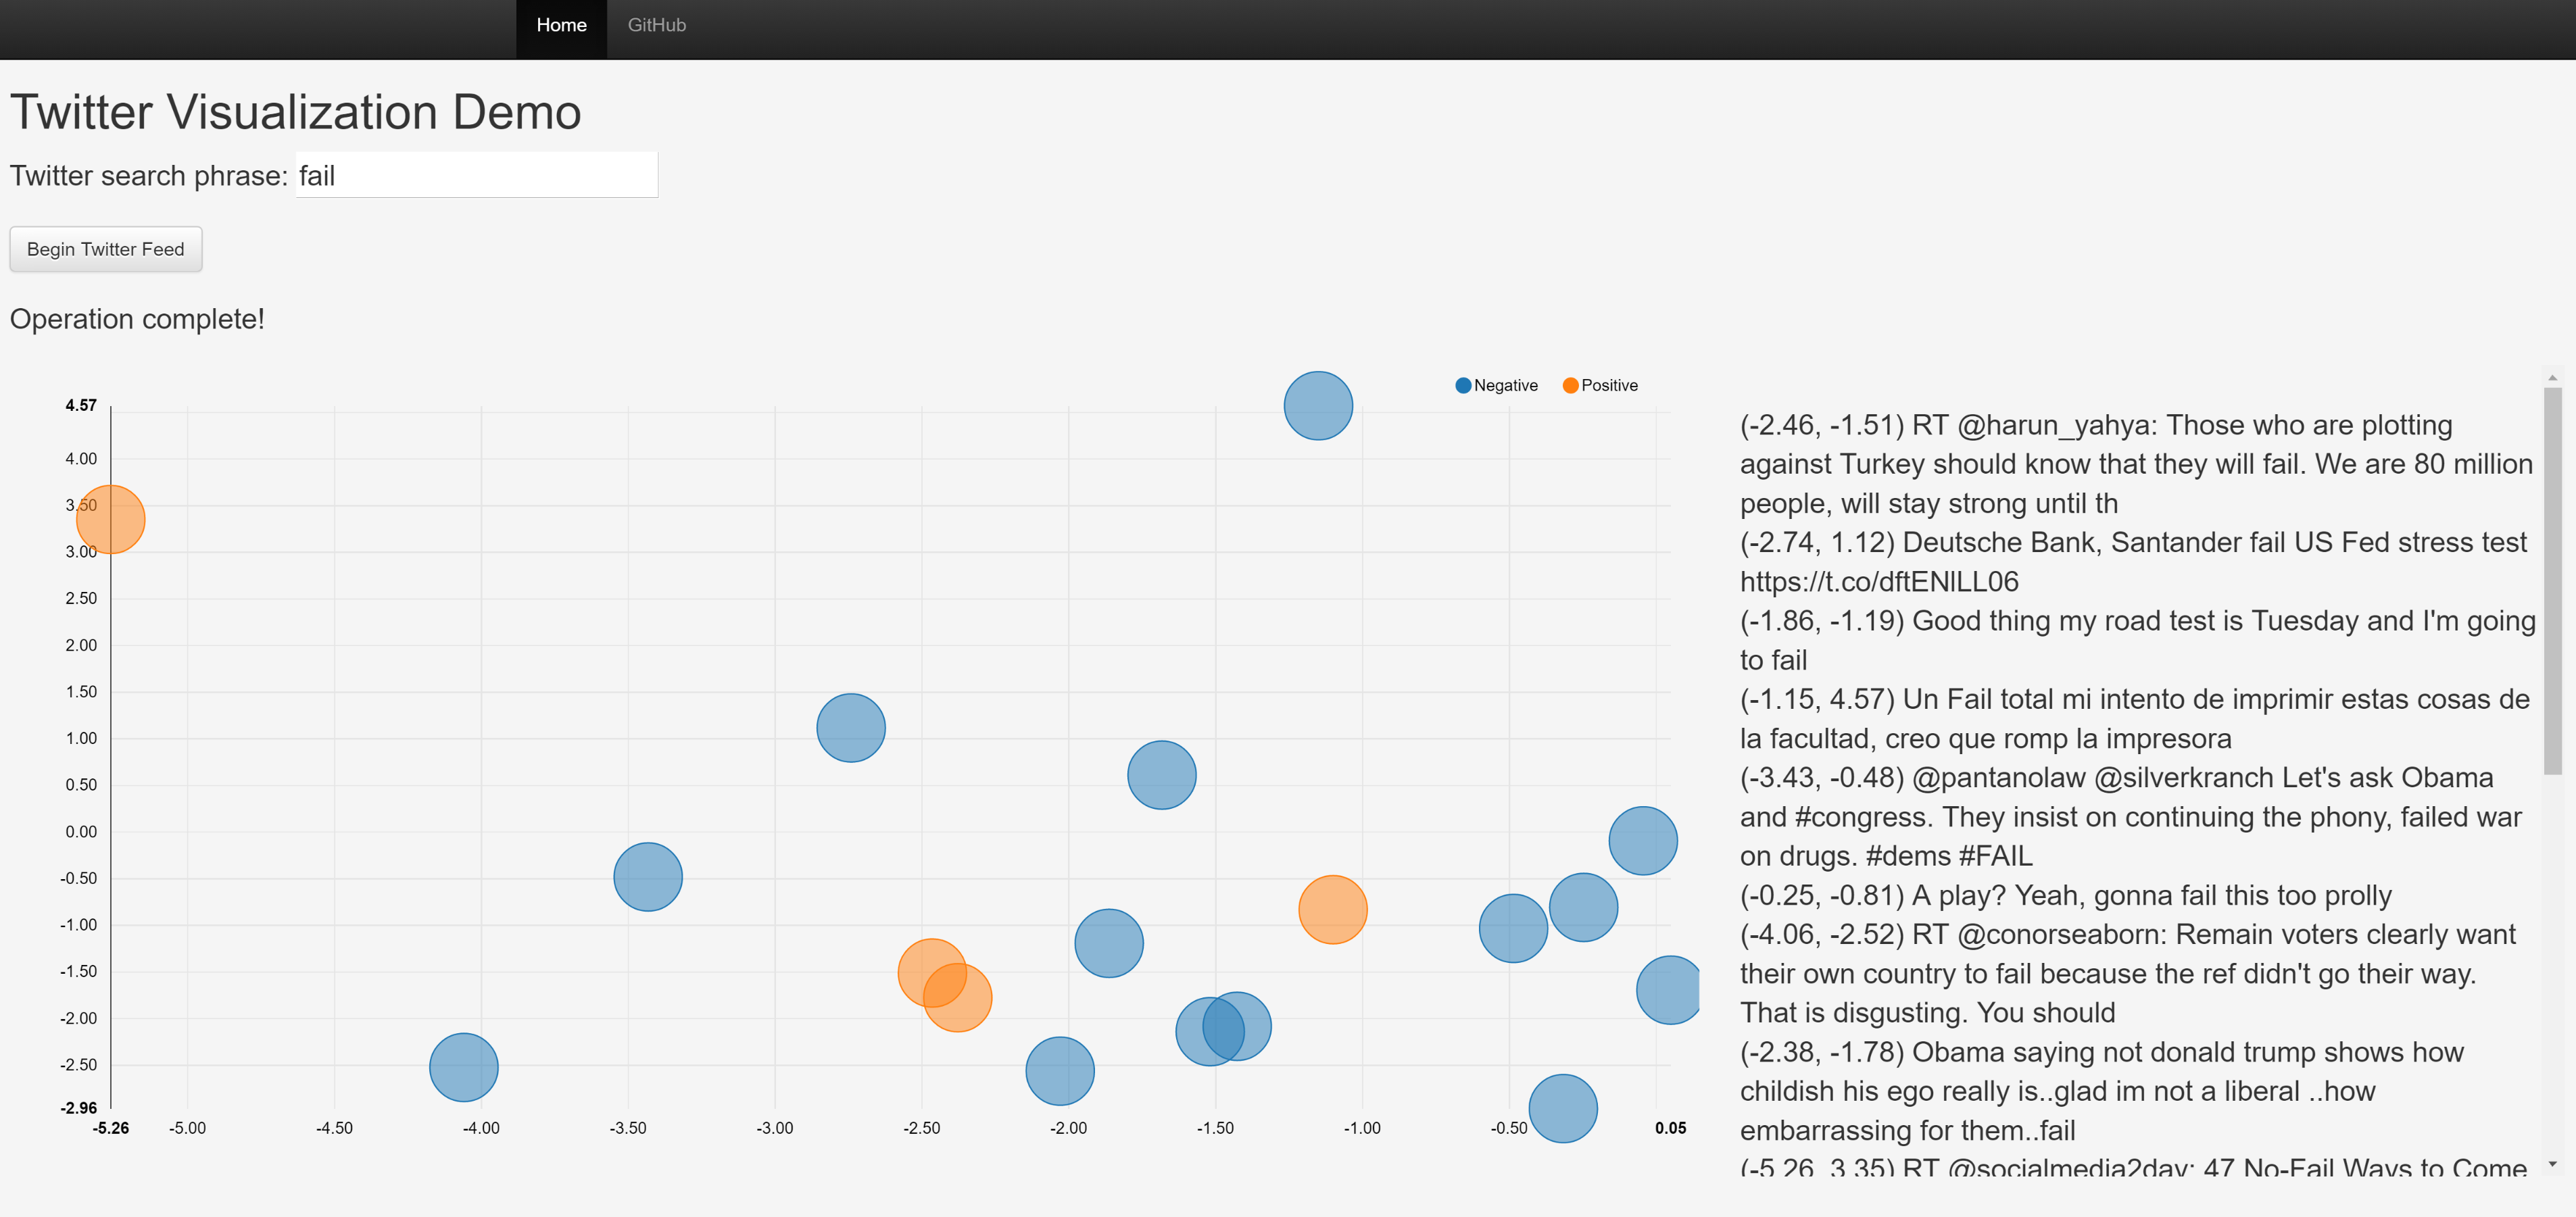 Home GitHub
Twitter Visualization Demo
Twitter search phrase: fail
Begin Twitter Feed
Operation complete!
Negative Positive
4.57
4.00
3.50
3.00
2.50
2.00
1.50
1.00
0.50
0.00
-0.50
-1.00
-1.50
-2.00
-2.50
-2.96
-5.26 -5.00 -4.50 -4.00 -3.50 -3.00 -2.50 -2.00 -1.50 -1.00 -0.50 0.05
(-2.46, -1.51) RT @harun_yahya: Those who are plotting
against Turkey should know that they will fail. We are 80 million
people, will stay strong until th
(-2.74, 1.12) Deutsche Bank, Santander fail US Fed stress test
https://t.co/dftENlLL06
(-1.86, -1.19) Good thing my road test is Tuesday and I'm going
to fail
(-1.15, 4.57) Un Fail total mi intento de imprimir estas cosas de
la facultad, creo que romp la impresora
(-3.43, -0.48) @pantanolaw @silverkranch Let's ask Obama
and #congress. They insist on continuing the phony, failed war
on drugs. #dems #FAIL
(-0.25, -0.81) A play? Yeah, gonna fail this too prolly
(-4.06, -2.52) RT @conorseaborn: Remain voters clearly want
their own country to fail because the ref didn't go their way.
That is disgusting. You should
(-2.38, -1.78) Obama saying not donald trump shows how
childish his ego really is..glad im not a liberal ..how
embarrassing for them..fail
(-5.26, 3.35) RT @socialmedia2day: 47 No-Fail Ways to Come